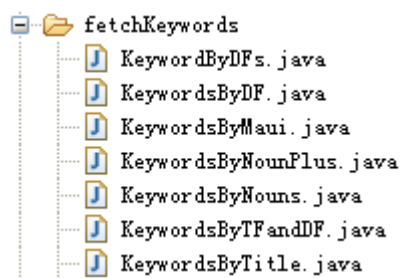 fetchKeywords
KeywordByDFs.java
KeywordsByDF.java
KeywordsByMaui.java
KeywordsByNounPlus.java
KeywordsByNouns.java
KeywordsByTFandDF.java
KeywordsByTitle.java